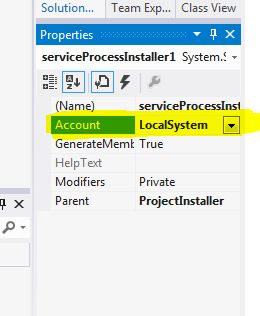 Solution... Team Exp... Class View
Properties
serviceProcessInstaller1 System.S
(Name) serviceProcessInst
Account LocalSystem
GenerateMemb True
HelpText
Modifiers Private
Parent ProjectInstaller